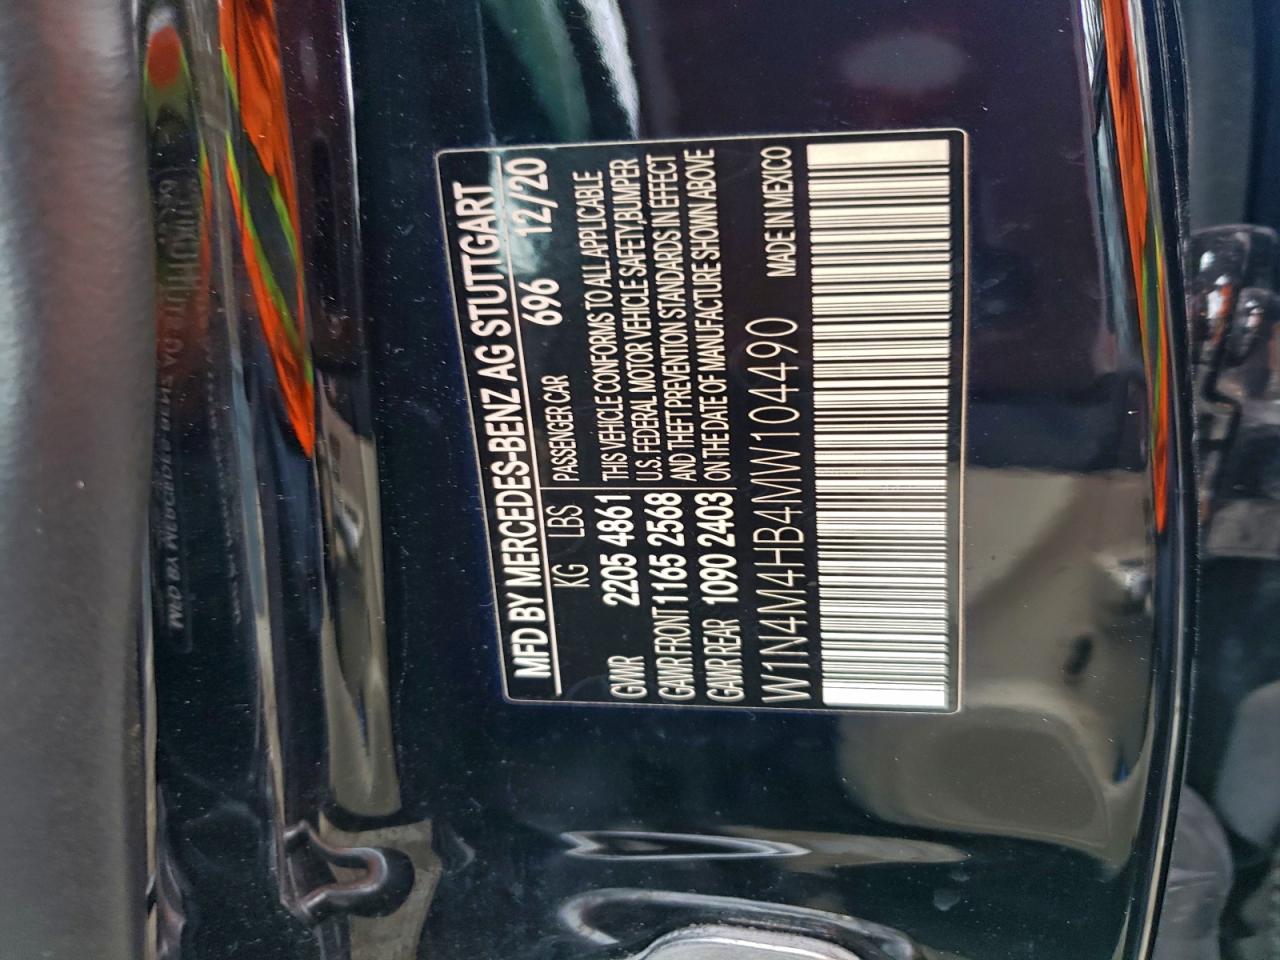 MFD BY MERCEDES-BENZ AG STUTTGART
KG LBS PASSENGER CAR 696 12/20
GVWR 2205 4861 THIS VEHICLE CONFORMS TO ALL APPLICABLE
U.S. FEDERAL MOTOR VEHICLE SAFETY, BUMPER
GAWR FRONT 1165 2568 AND THEFT PREVENTION STANDARDS IN EFFECT
GAWR REAR 1090 2403 ON THE DATE OF MANUFACTURE SHOWN ABOVE
W1N4M4HB4MW104490 MADE IN MEXICO